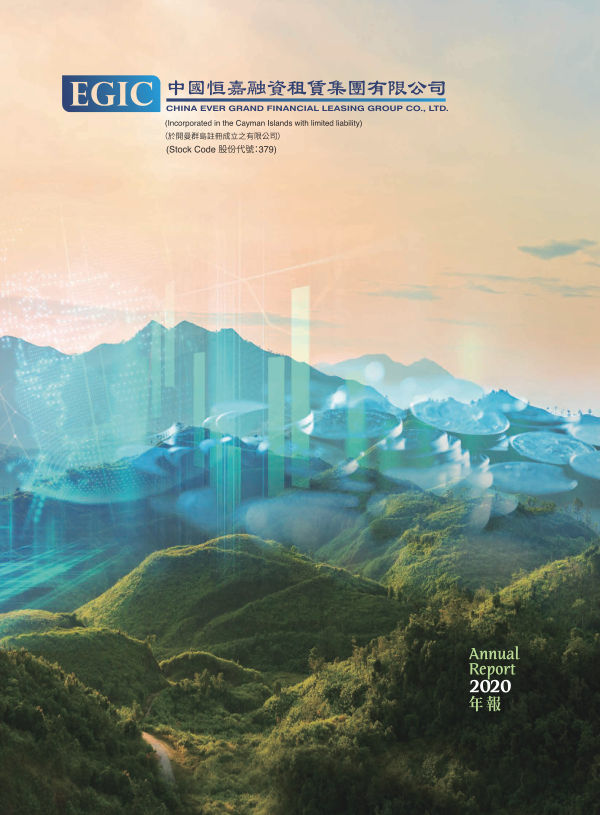 EGIC
中國恒嘉融資租賃集團有限公司
CHINA EVER GRAND FINANCIAL LEASING GROUP CO., LTD.
(Incorporated in the Cayman Islands with limited liability)
(於開曼群島註冊成立之有限公司)
(Stock Code 股份代號:379)
Annual
Report
2020
年報